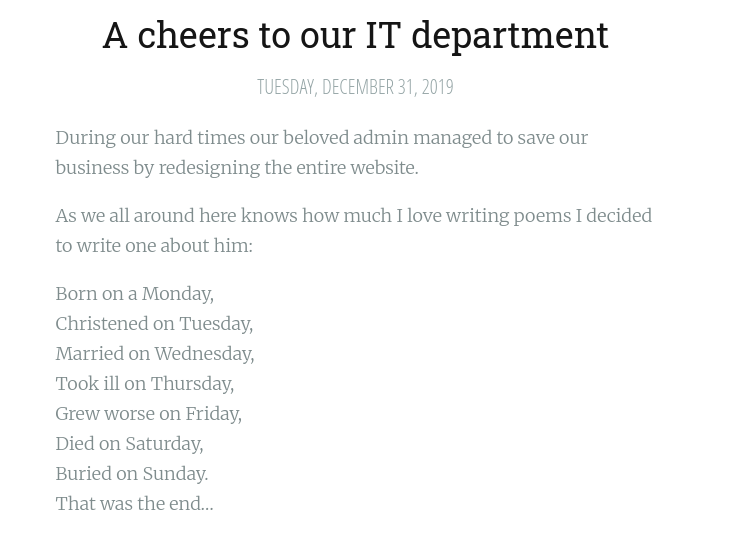 A cheers to our IT department
TUESDAY, DECEMBER 31, 2019
During our hard times our beloved admin managed to save our
business by redesigning the entire website.
As we all around here knows how much I love writing poems I decided
to write one about him:
Born on a Monday,
Christened on Tuesday,
Married on Wednesday,
Took ill on Thursday,
Grew worse on Friday,
Died on Saturday,
Buried on Sunday.
That was the end…